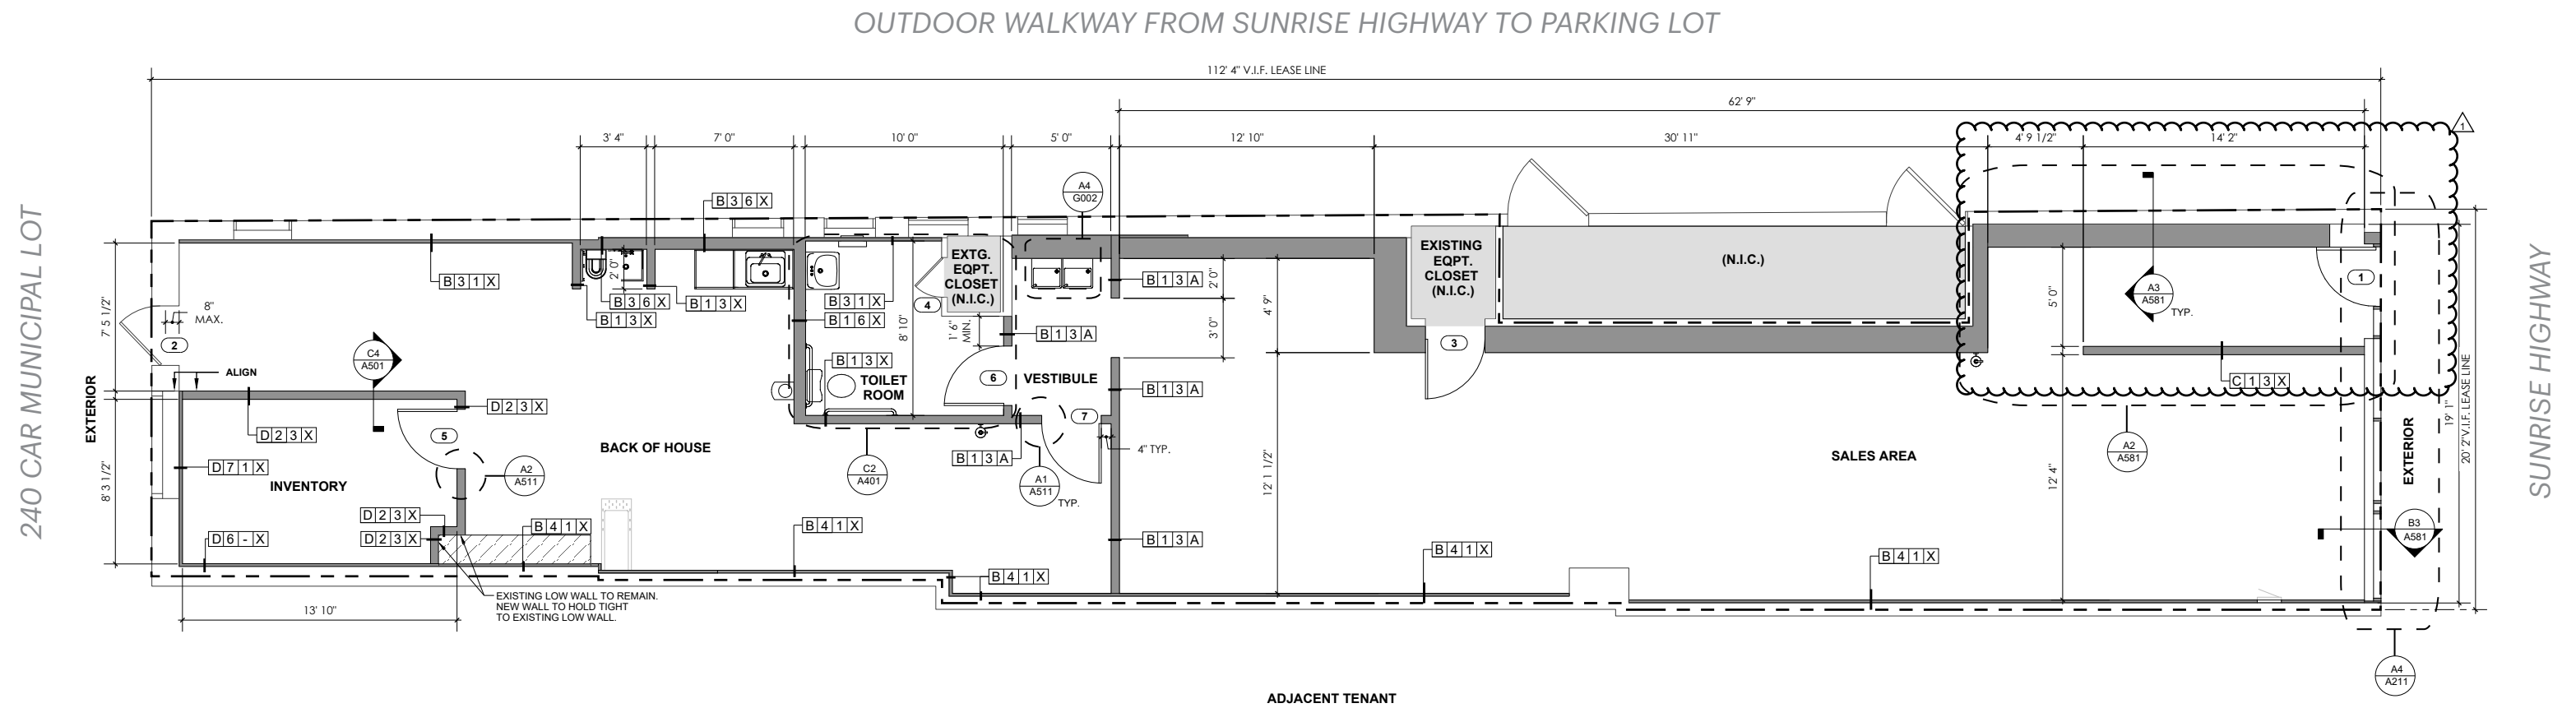 OUTDOOR WALKWAY FROM SUNRISE HIGHWAY TO PARKING LOT
112' 4" V.I.F. LEASE LINE
62' 9"
3' 4"
7' 0"
10' 0"
5' 0"
12' 10"
30' 11"
4' 9 1/2"
14' 2"
1
A4
G002
B 3 6 X
240 CAR MUNICIPAL LOT
SUNRISE HIGHWAY
EXTERIOR
7' 5 1/2"
8' 3 1/2"
8"
MAX.
2
ALIGN
B 3 1 X
2' 0"
B 3 6 X
B 1 3 X
B 1 3 X
B 3 1 X
B 1 6 X
8' 10"
B 1 3 X
TOILET
ROOM
4
EXTG.
EQPT.
CLOSET
(N.I.C.)
1' 6"
MIN.
B 1 3 A
6
VESTIBULE
7
B 1 3 A
2' 0"
3' 0"
4' 9"
B 1 3 A
4" TYP.
EXISTING
EQPT.
CLOSET
(N.I.C.)
3
(N.I.C.)
A3
A581
TYP.
1
5' 0"
C 1 3 X
C4
A501
D 2 3 X
D 2 3 X
5
D 7 1 X
INVENTORY
A2
A511
BACK OF HOUSE
C2
A401
B 1 3 A
A1
A511
TYP.
12' 1 1/2"
SALES AREA
12' 4"
A2
A581
EXTERIOR
19' 1"
20' 2"V.I.F. LEASE LINE
D 2 3 X
D 2 3 X
D 6 - X
B 4 1 X
B 4 1 X
B 1 3 A
B 4 1 X
B 4 1 X
B 4 1 X
B3
A581
EXISTING LOW WALL TO REMAIN.
NEW WALL TO HOLD TIGHT
TO EXISTING LOW WALL.
13' 10"
A4
A211
ADJACENT TENANT